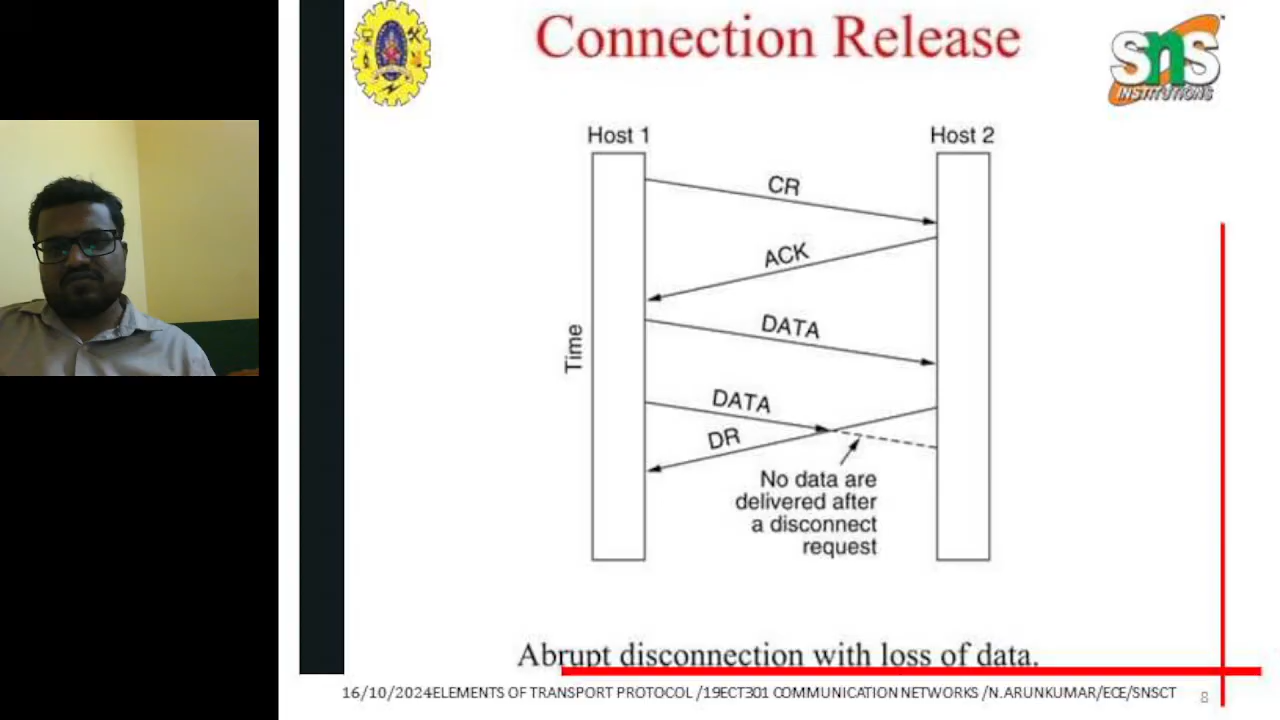 Connection Release
SnS
INSTITUTIONS
Host 1
Host 2
CR
ACK
DATA
Time
DATA
DR
No data are
delivered after
a disconnect
request
Abrupt disconnection with loss of data.
16/10/2024ELEMENTS OF TRANSPORT PROTOCOL /19ECT301 COMMUNICATION NETWORKS /N.ARUNKUMAR/ECE/SNSCT
8